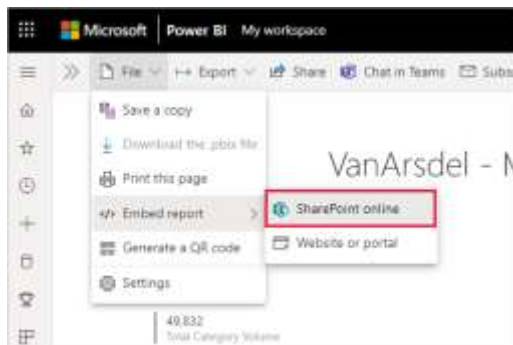 Microsoft Power BI My workspace
File Export Share Chat in Teams Subs
Save a copy
Download the .pbix file
Print this page
VanArsdel - M
Embed report
SharePoint online
Website or portal
Generate a QR code
Settings
49,832
Total Category Volume